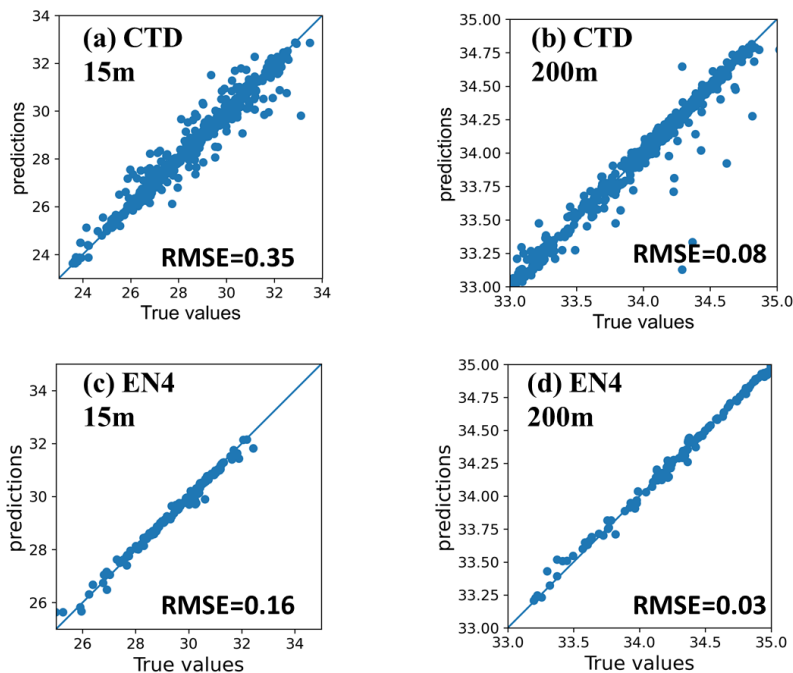 (a) CTD
15m
34
32
30
28
26
24
predictions
RMSE=0.35
24 26 28 30 32 34
True values
(b) CTD
200m
35.00
34.75
34.50
34.25
34.00
33.75
33.50
33.25
33.00
predictions
RMSE=0.08
33.0 33.5 34.0 34.5 35.0
True values
(c) EN4
15m
34
32
30
28
26
predictions
RMSE=0.16
26 28 30 32 34
True values
(d) EN4
200m
35.00
34.75
34.50
34.25
34.00
33.75
33.50
33.25
33.00
predictions
RMSE=0.03
33.0 33.5 34.0 34.5 35.0
True values